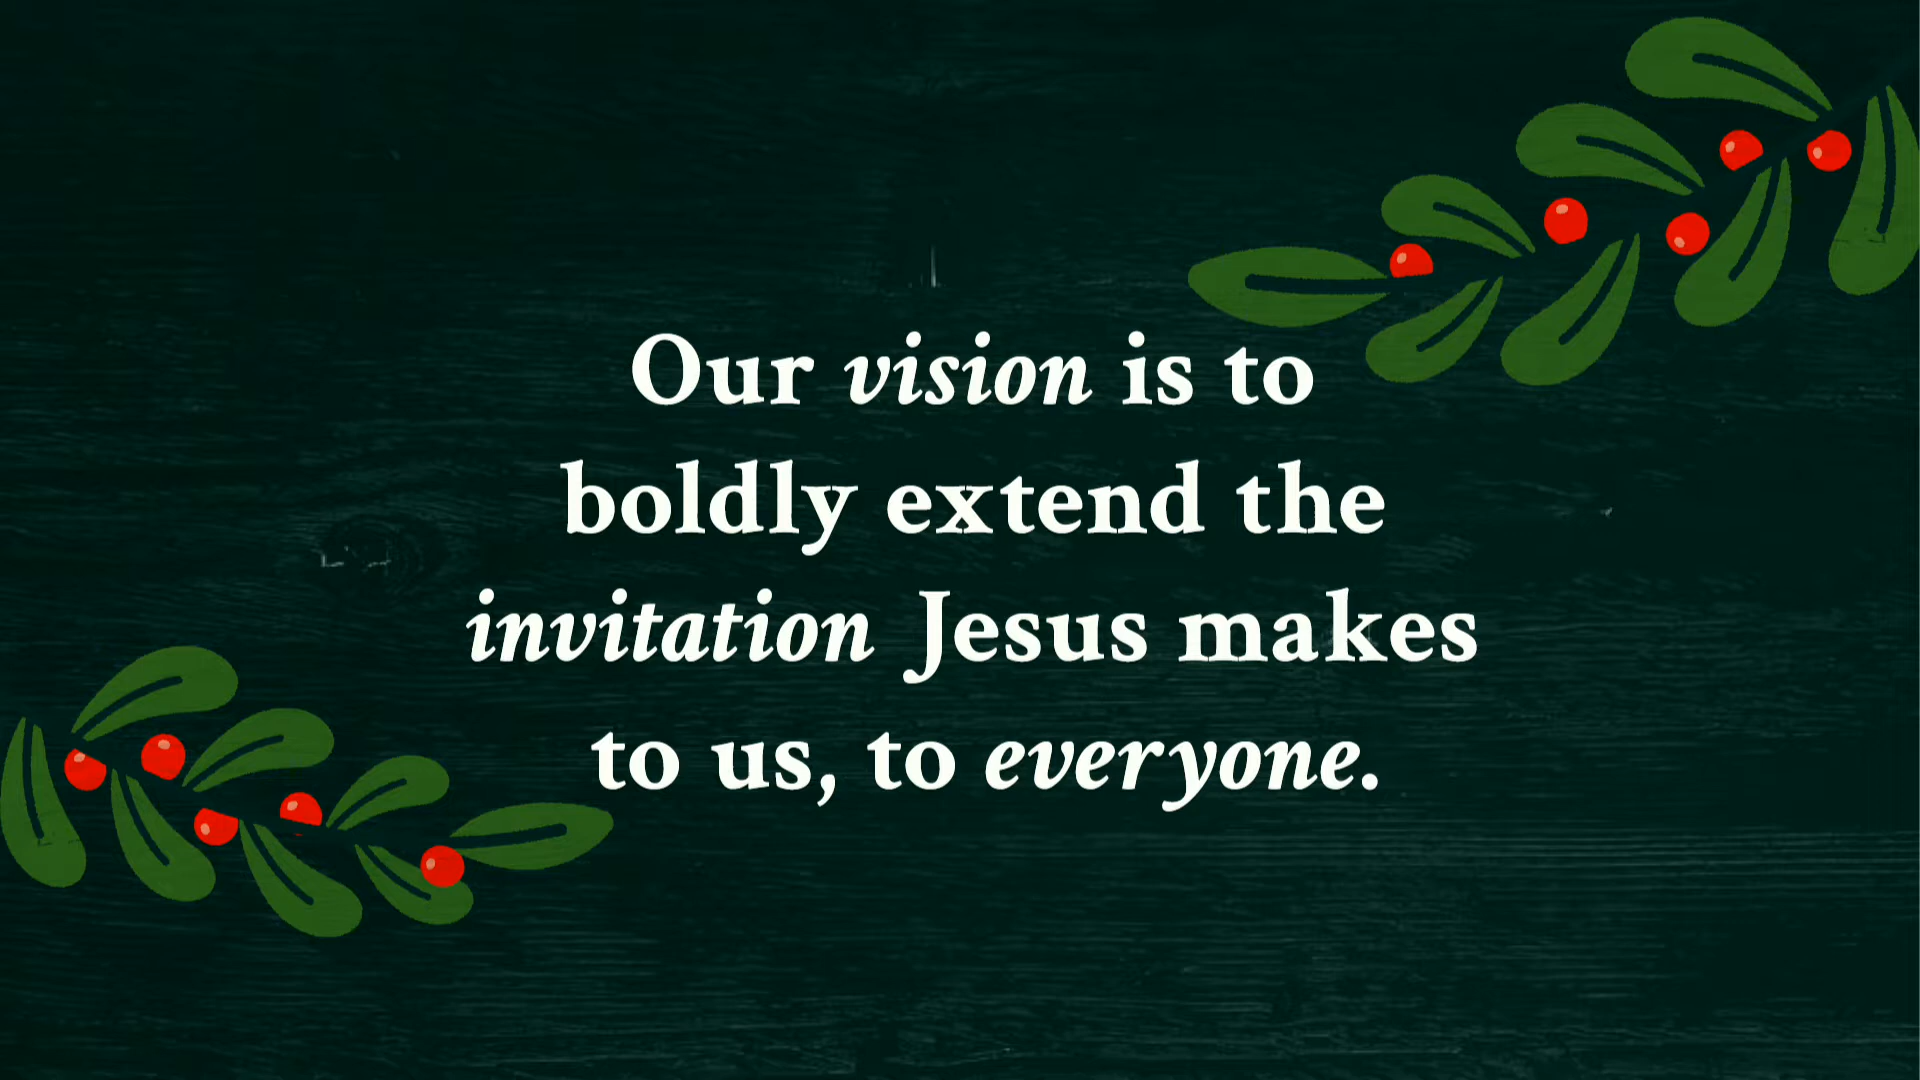 Our vision is to
boldly extend the
invitation Jesus makes
to us, to everyone.